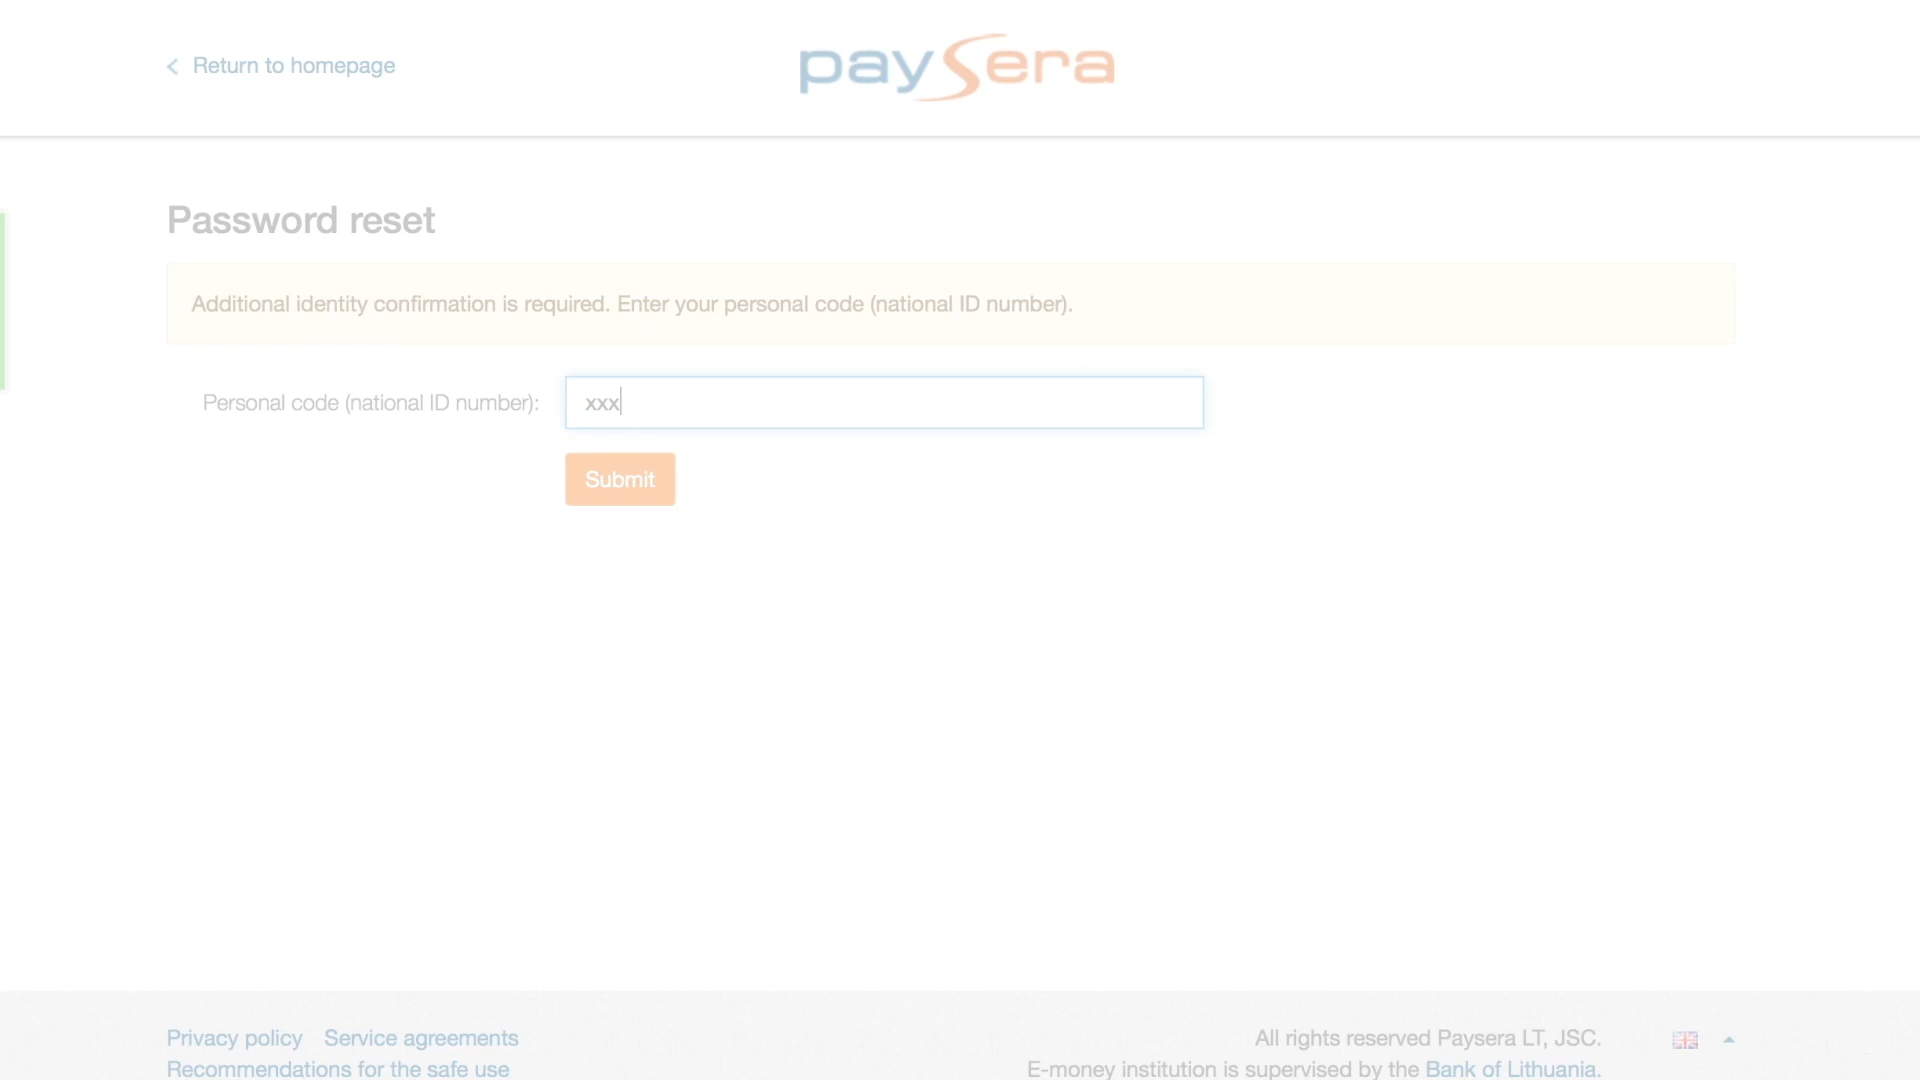 Return to homepage
paysera
Password reset
Additional identity confirmation is required. Enter your personal code (national ID number).
Personal code (national ID number):
xxx
Submit
Privacy policy Service agreements
All rights reserved Paysera LT, JSC.
Recommendations for the safe use
E-money institution is supervised by the Bank of Lithuania.